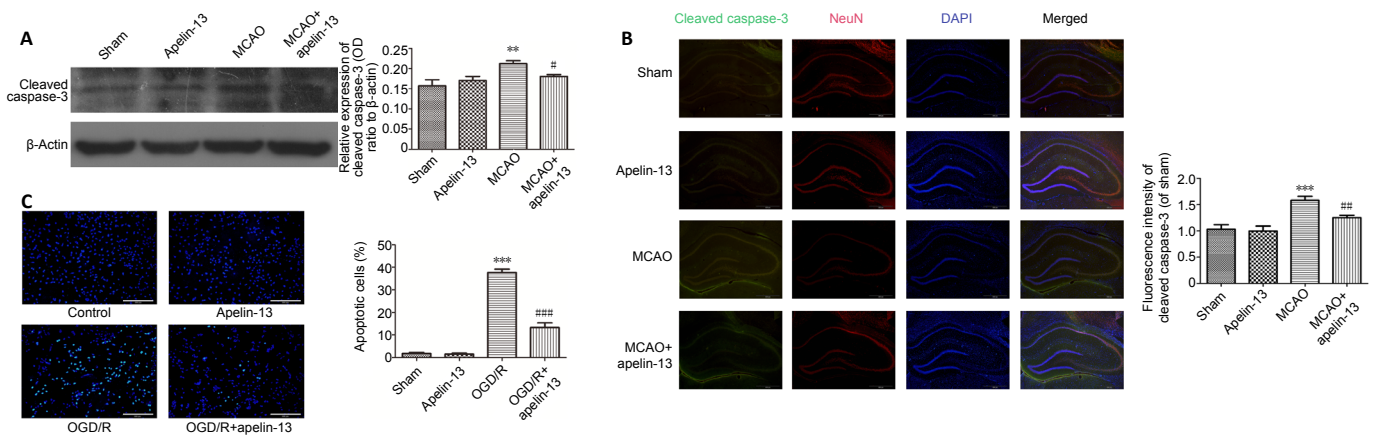 A
Sham
Apelin-13
MCAO
MCAO+
apelin-13
Cleaved
caspase-3
β-Actin
Relative expression of
cleaved caspase-3 (OD
ratio to β-actin)
0.25
0.20
0.15
0.10
0.05
0
**
#
Sham
Apelin-13
MCAO
MCAO+
apelin-13
B
Cleaved caspase-3
NeuN
DAPI
Merged
Sham
Apelin-13
MCAO
MCAO+
apelin-13
Fluorescence intensity of
cleaved caspase-3 (of sham)
2.0
1.5
1.0
0.5
0
***
##
Sham
Apelin-13
MCAO
MCAO+
apelin-13
C
Control
Apelin-13
OGD/R
OGD/R+apelin-13
Apoptotic cells (%)
50
40
30
20
10
0
***
###
Sham
Apelin-13
OGD/R
OGD/R+
apelin-13